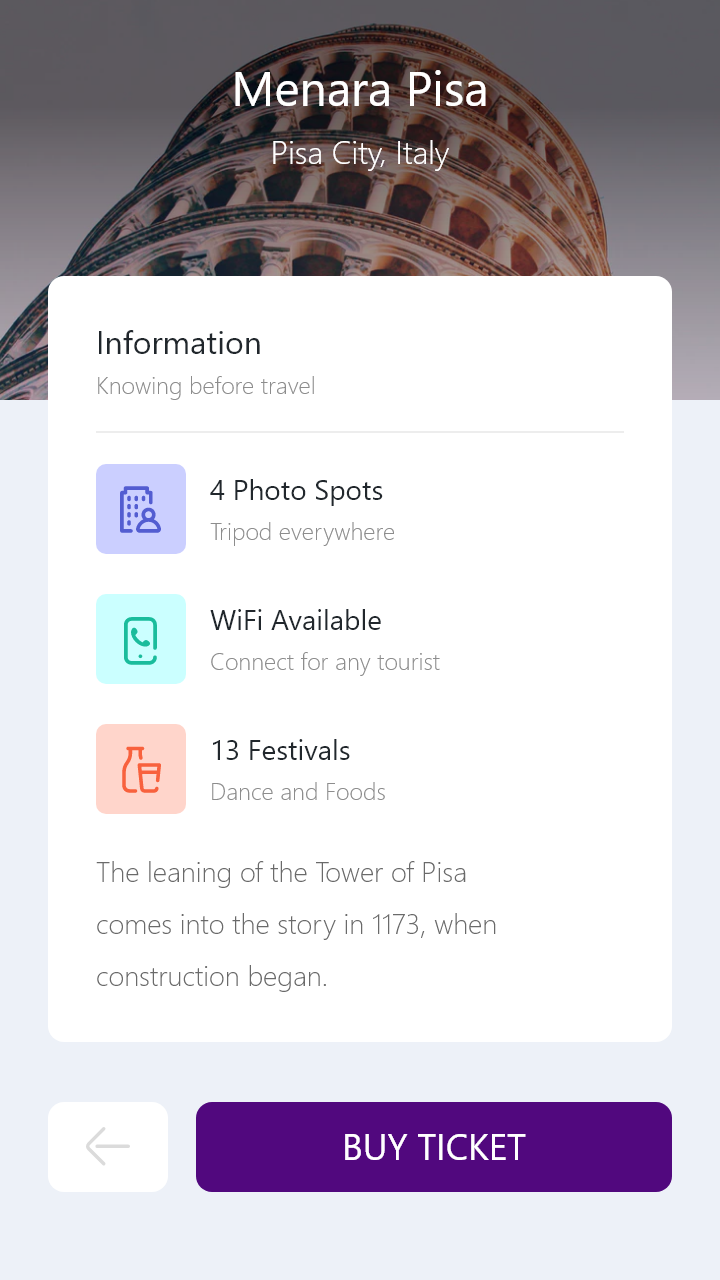 Menara Pisa
Pisa City, Italy
Information
Knowing before travel
4 Photo Spots
Tripod everywhere
WiFi Available
Connect for any tourist
13 Festivals
Dance and Foods
The leaning of the Tower of Pisa
comes into the story in 1173, when
construction began.
BUY TICKET